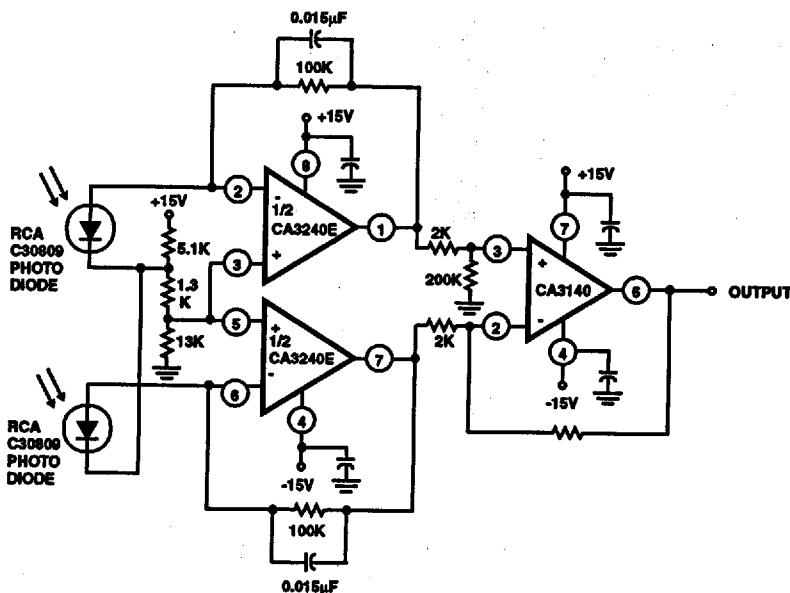 0.015µF
100K
+15V
8
2
-
1/2
CA3240E
+
1
3
+15V
5.1K
1.3
K
13K
RCA
C30809
PHOTO
DIODE
5
+
1/2
CA3240E
-
7
6
4
-15V
100K
0.015µF
RCA
C30809
PHOTO
DIODE
2K
3
200K
2K
2
+15V
7
+
CA3140
-
6
OUTPUT
4
-15V